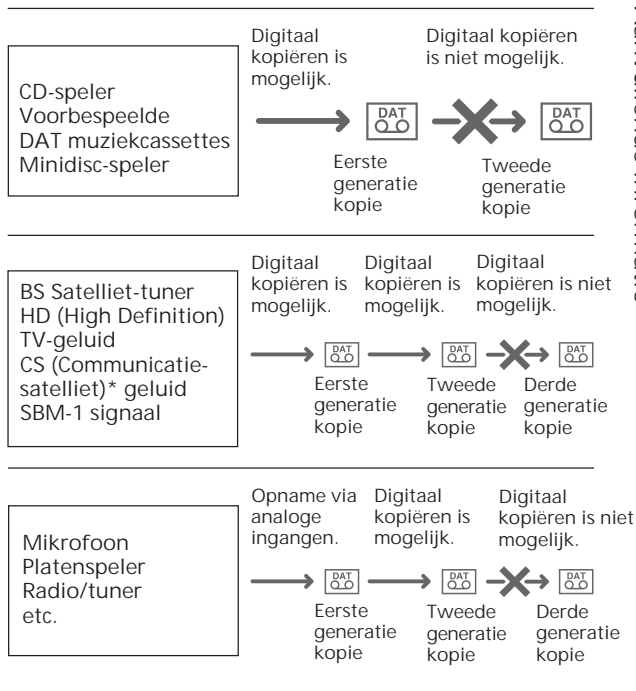 Digitaal
kopiëren is
mogelijk.
Digitaal kopiëren
is niet mogelijk.
CD-speler
Voorbespeelde
DAT muziekcassettes
Minidisc-speler
DAT
DAT
Eerste
generatie
kopie
Tweede
generatie
kopie
Digitaal
kopiëren is
mogelijk.
Digitaal
kopiëren is
mogelijk.
Digitaal
kopiëren is niet
mogelijk.
BS Satelliet-tuner
HD (High Definition)
TV-geluid
CS (Communicatie-
satelliet)* geluid
SBM-1 signaal
DAT
DAT
DAT
Eerste
generatie
kopie
Tweede
generatie
kopie
Derde
generatie
kopie
Opname via
analoge
ingangen.
Digitaal
kopiëren is
mogelijk.
Digitaal
kopiëren is niet
mogelijk.
Mikrofoon
Platenspeler
Radio/tuner
etc.
DAT
DAT
DAT
Eerste
generatie
kopie
Tweede
generatie
kopie
Derde
generatie
kopie